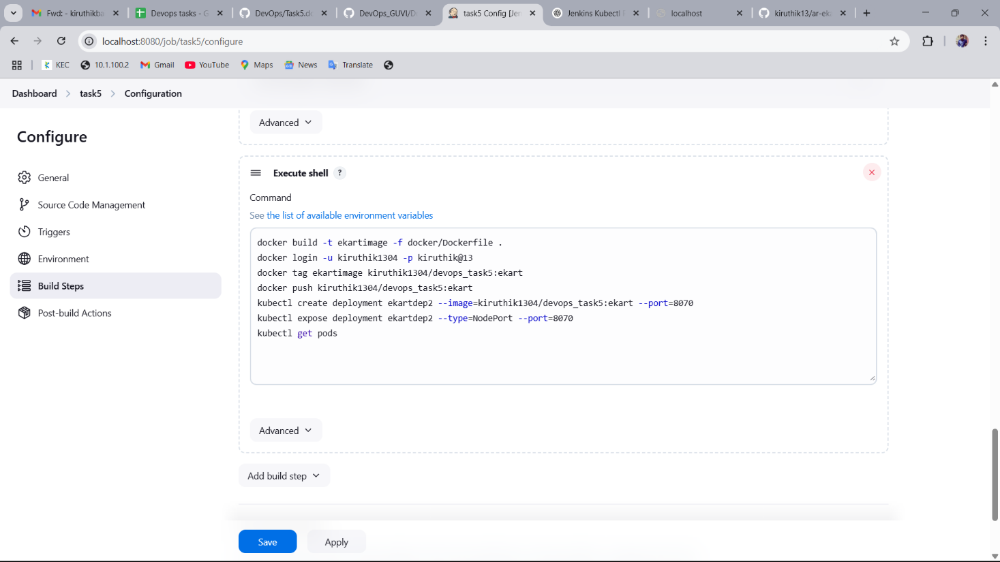 Fwd: - kiruthikba
Devops tasks - G
DevOps/Task5.do
DevOps_GUVI/D
task5 Config [Jen
Jenkins Kubectl
localhost
kiruthik13/ar-eka
localhost:8080/job/task5/configure
KEC
10.1.100.2
Gmail
YouTube
Maps
News
Translate
Dashboard
task5
Configuration
Configure
General
Source Code Management
Triggers
Environment
Build Steps
Post-build Actions
Advanced
Execute shell ?
Command
See the list of available environment variables
docker build -t ekartimage -f docker/Dockerfile .
docker login -u kiruthik1304 -p kiruthik@13
docker tag ekartimage kiruthik1304/devops_task5:ekart
docker push kiruthik1304/devops_task5:ekart
kubectl create deployment ekartdep2 --image=kiruthik1304/devops_task5:ekart --port=8070
kubectl expose deployment ekartdep2 --type=NodePort --port=8070
kubectl get pods
Advanced
Add build step
Save
Apply